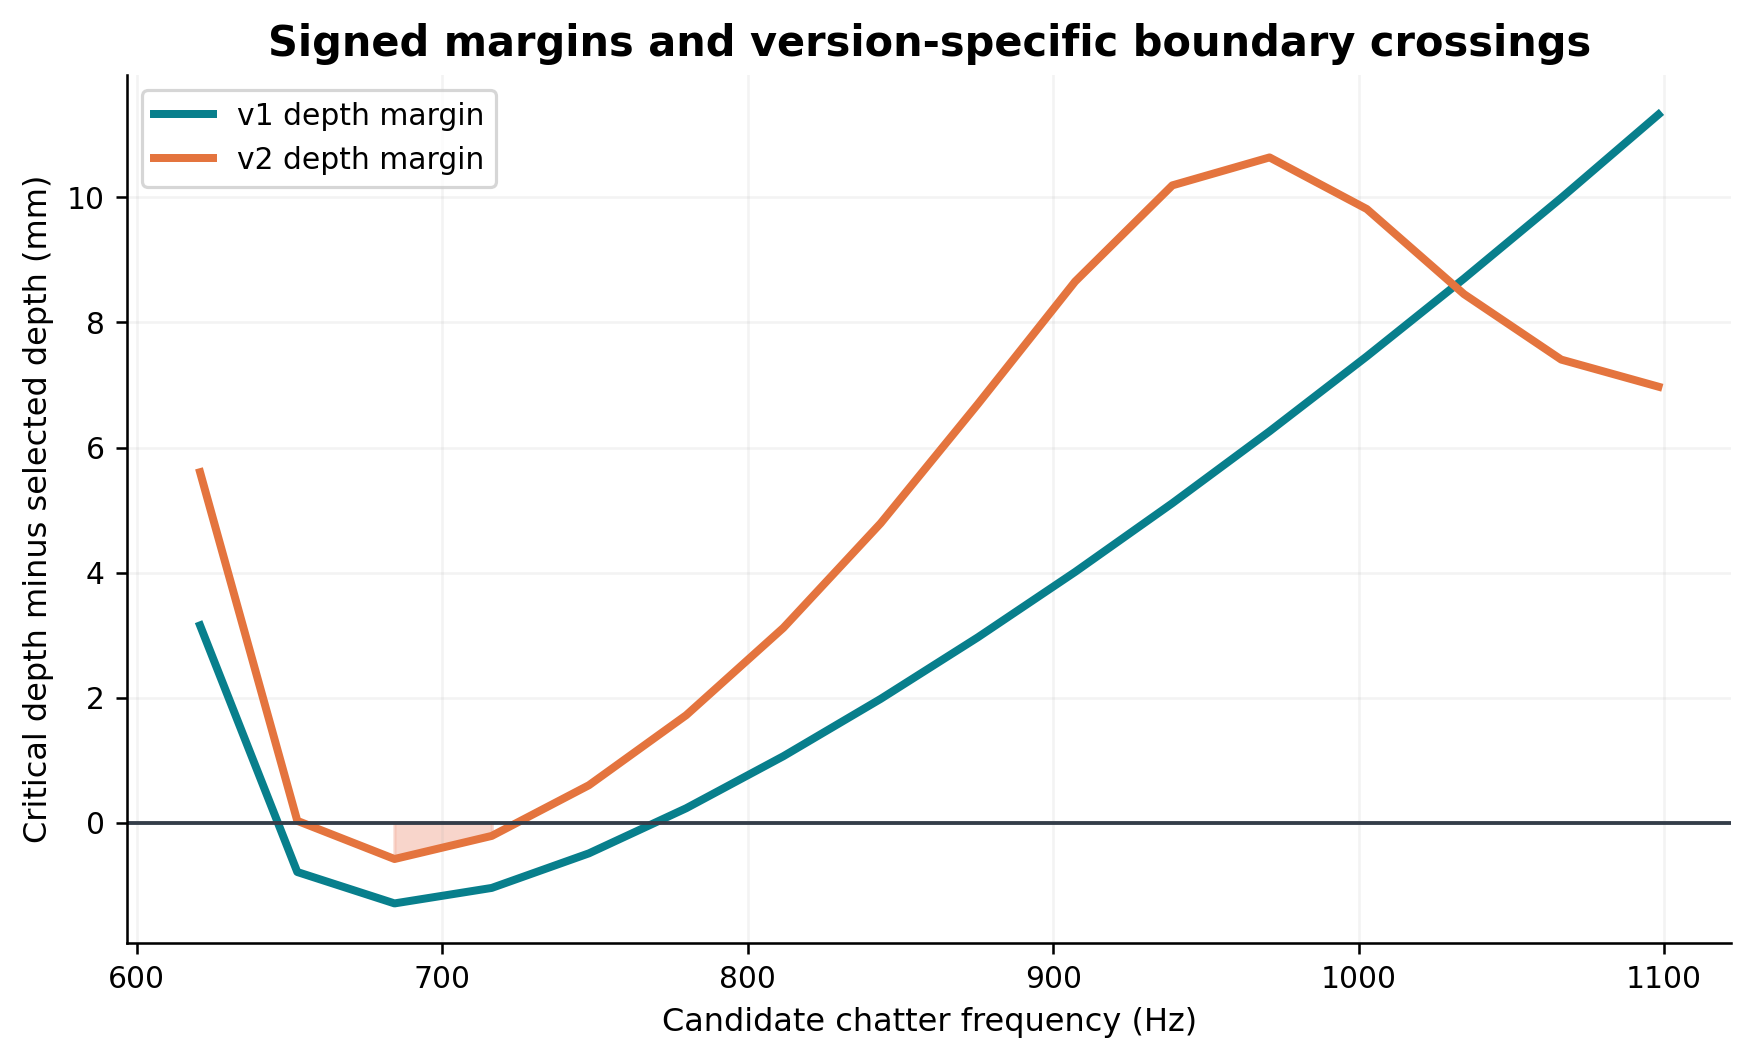 Signed margins and version-specific boundary crossings
v1 depth margin
v2 depth margin
Critical depth minus selected depth (mm)
10
8
6
4
2
0
600 700 800 900 1000 1100
Candidate chatter frequency (Hz)